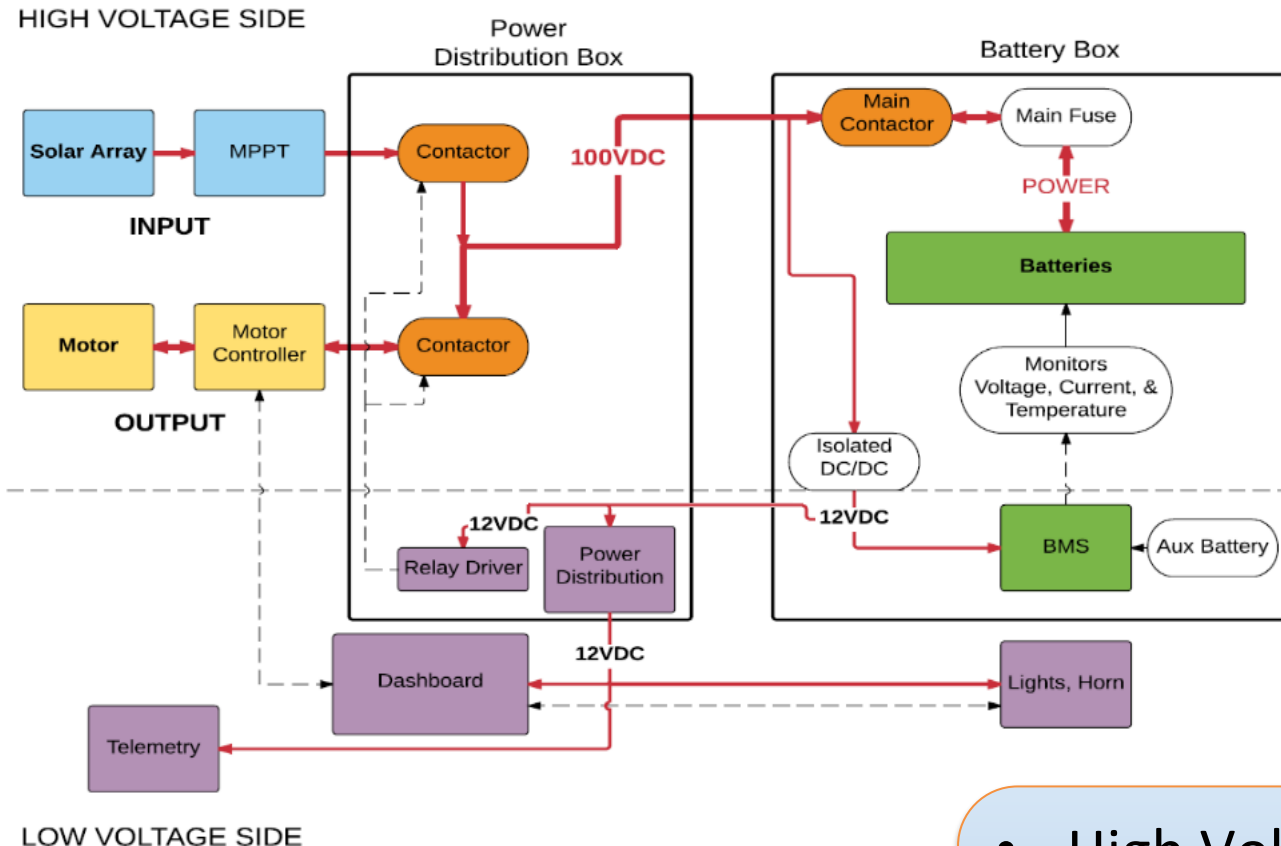 HIGH VOLTAGE SIDE
Power
Distribution Box
Battery Box
Solar Array
MPPT
Contactor
100VDC
Main
Contactor
Main Fuse
POWER
INPUT
Batteries
Motor
Motor
Controller
Contactor
OUTPUT
Monitors
Voltage, Current, &
Temperature
Isolated
DC/DC
12VDC
12VDC
Relay Driver
Power
Distribution
BMS
Aux Battery
12VDC
Dashboard
Lights, Horn
Telemetry
LOW VOLTAGE SIDE
• High Vol